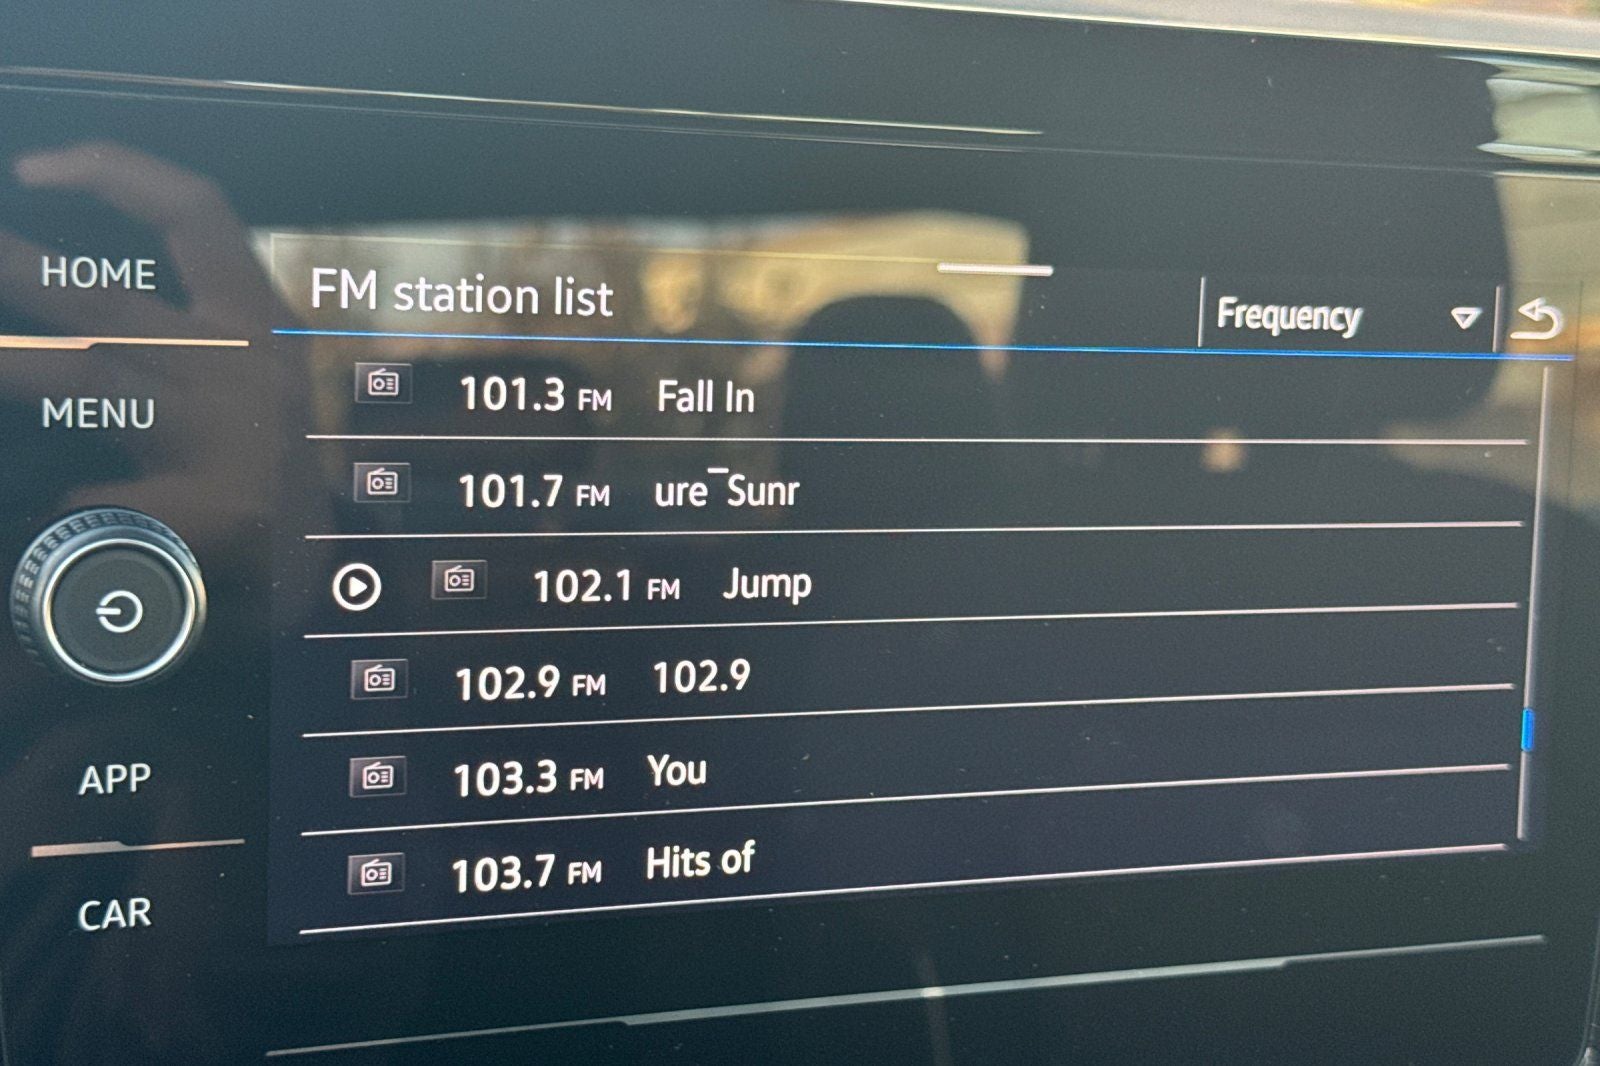 HOME
MENU
APP
CAR
FM station list
Frequency
101.3 FM Fall In
101.7 FM ure¯Sunr
102.1 FM Jump
102.9 FM 102.9
103.3 FM You
103.7 FM Hits of